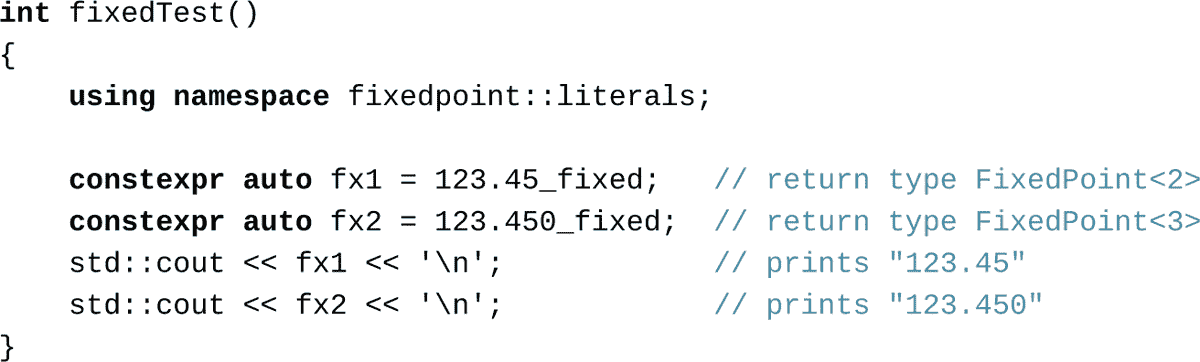 int fixedTest()
{
    using namespace fixedpoint::literals;

    constexpr auto fx1 = 123.45_fixed;   // return type FixedPoint<2>
    constexpr auto fx2 = 123.450_fixed;  // return type FixedPoint<3>
    std::cout << fx1 << '\n';            // prints "123.45"
    std::cout << fx2 << '\n';            // prints "123.450"
}